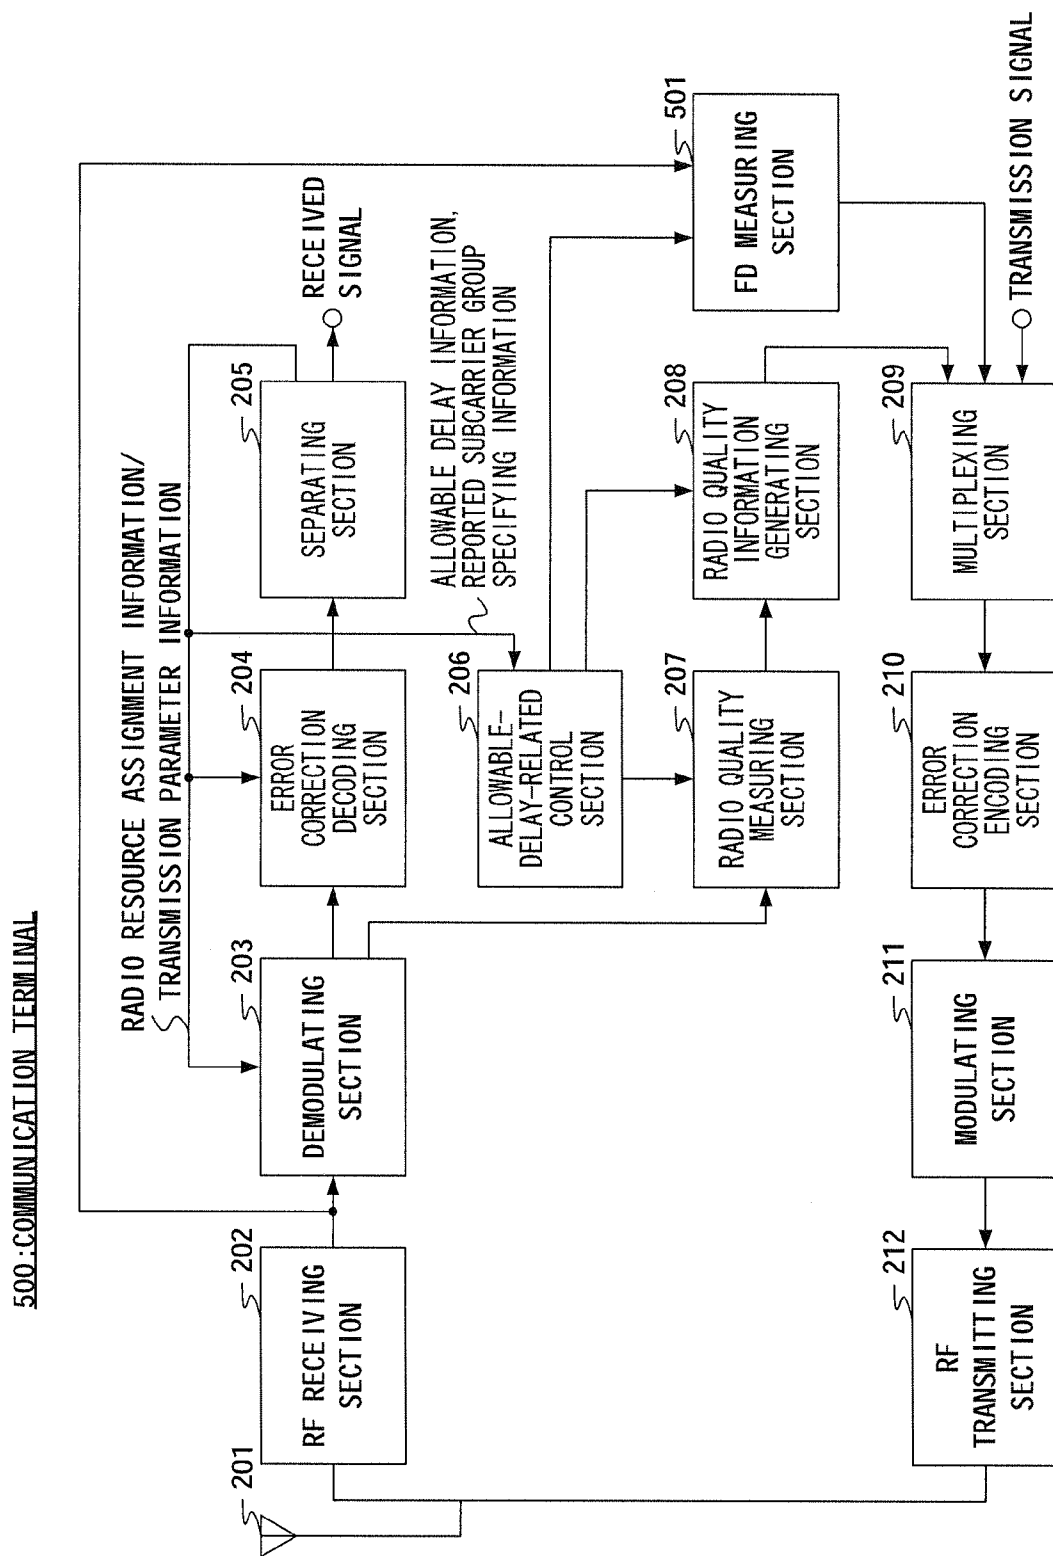 500:COMMUNICATION TERMINAL
RADIO RESOURCE ASSIGNMENT INFORMATION/
TRANSMISSION PARAMETER INFORMATION
201
202
RF RECEIVING
SECTION
203
DEMODULATING
SECTION
204
ERROR
CORRECTION
DECODING
SECTION
205
SEPARATING
SECTION
RECEIVED
SIGNAL
ALLOWABLE DELAY INFORMATION,
REPORTED SUBCARRIER GROUP
SPECIFYING INFORMATION
206
ALLOWABLE-
DELAY-RELATED
CONTROL
SECTION
207
RADIO QUALITY
MEASURING
SECTION
208
RADIO QUALITY
INFORMATION
GENERATING
SECTION
501
FD MEASURING
SECTION
212
RF
TRANSMITTING
SECTION
211
MODULATING
SECTION
210
ERROR
CORRECTION
ENCODING
SECTION
209
MULTIPLEXING
SECTION
TRANSMISSION SIGNAL